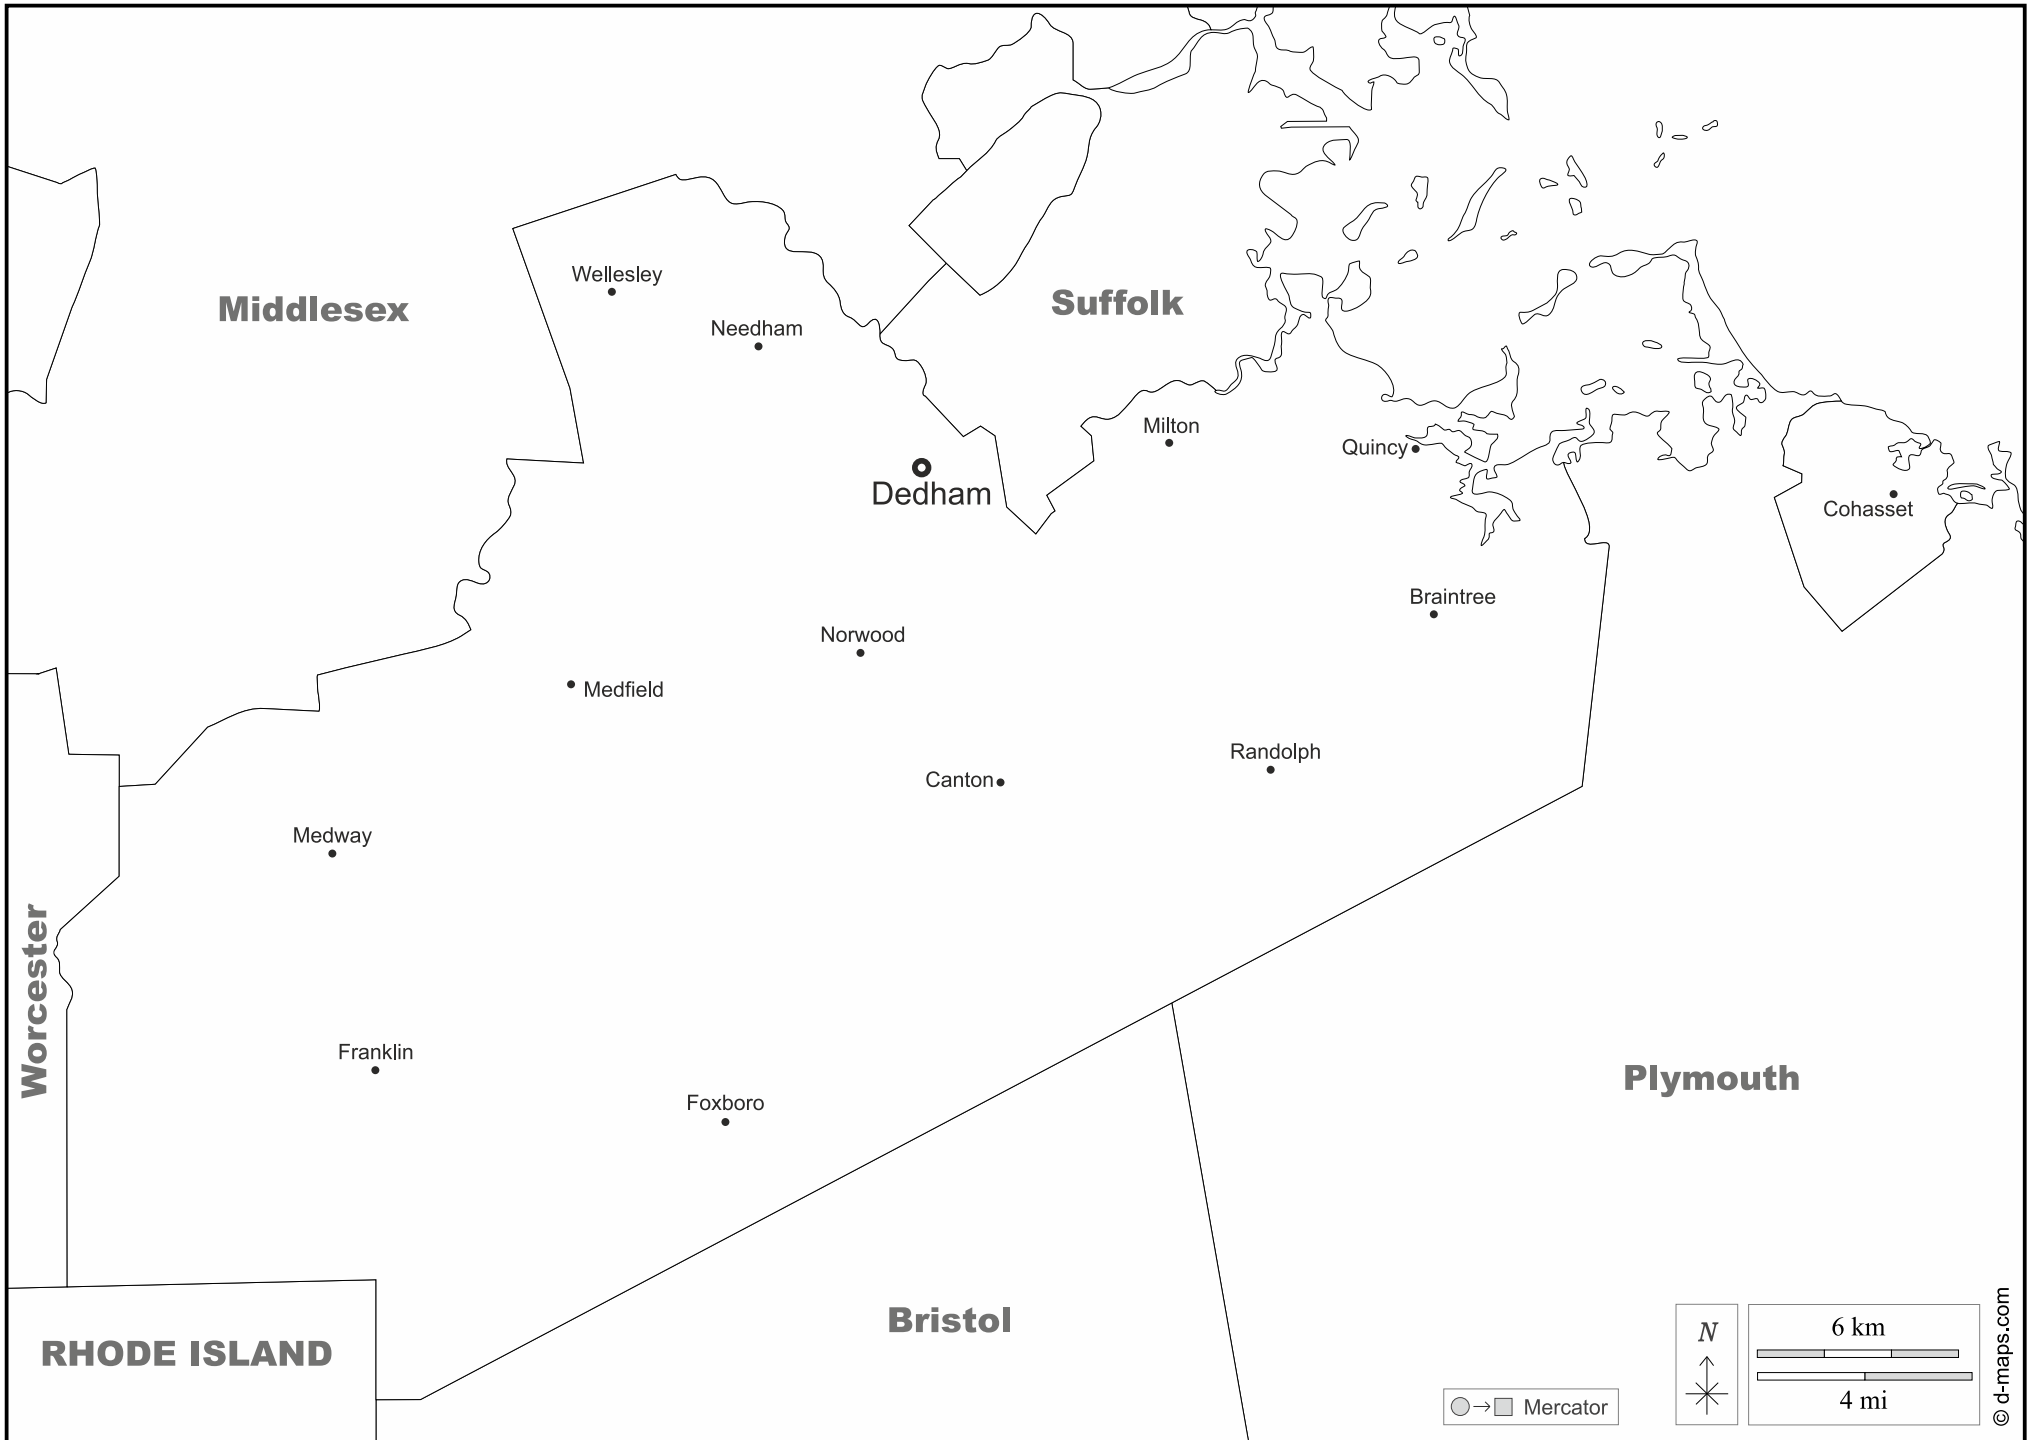 Wellesley
Middlesex
Suffolk
Needham
Milton
Quincy
Dedham
Cohasset
Braintree
Norwood
Medfield
Randolph
Canton
Medway
Worcester
Franklin
Plymouth
Foxboro
Bristol
RHODE ISLAND
N
6 km
4 mi
Mercator
© d-maps.com